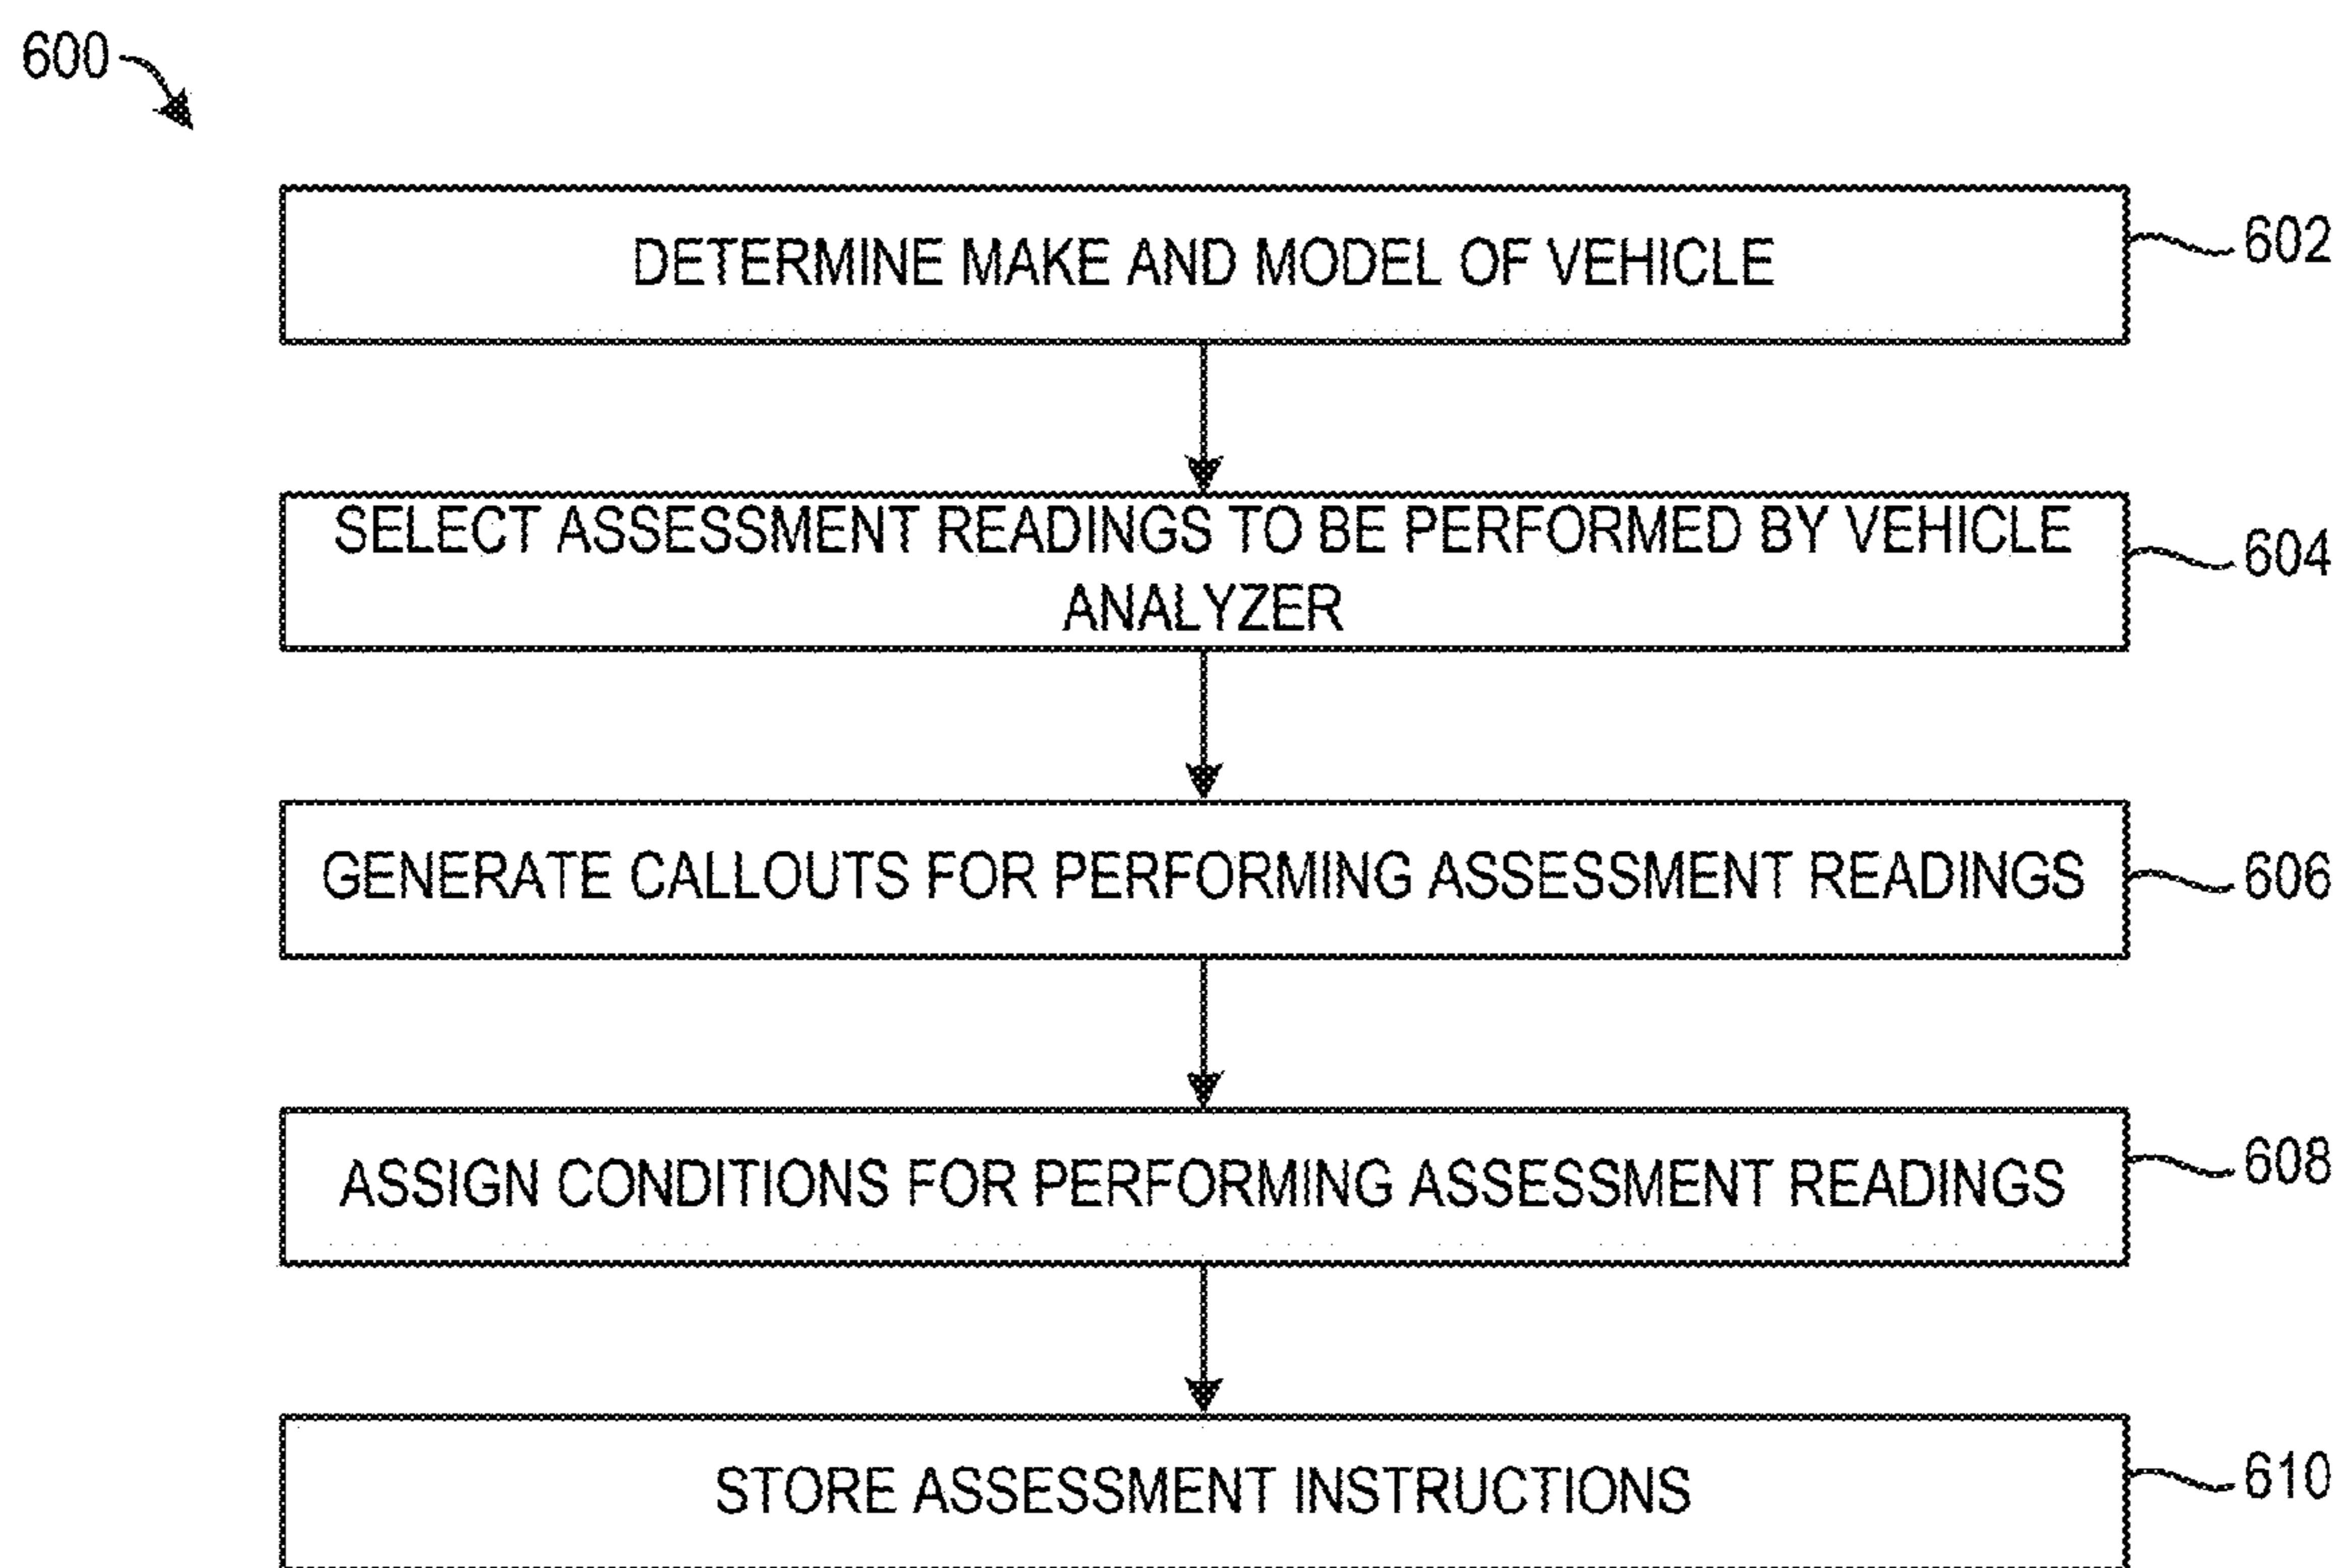 600
DETERMINE MAKE AND MODEL OF VEHICLE
602
SELECT ASSESSMENT READINGS TO BE PERFORMED BY VEHICLE
ANALYZER
604
GENERATE CALLOUTS FOR PERFORMING ASSESSMENT READINGS
606
ASSIGN CONDITIONS FOR PERFORMING ASSESSMENT READINGS
608
STORE ASSESSMENT INSTRUCTIONS
610